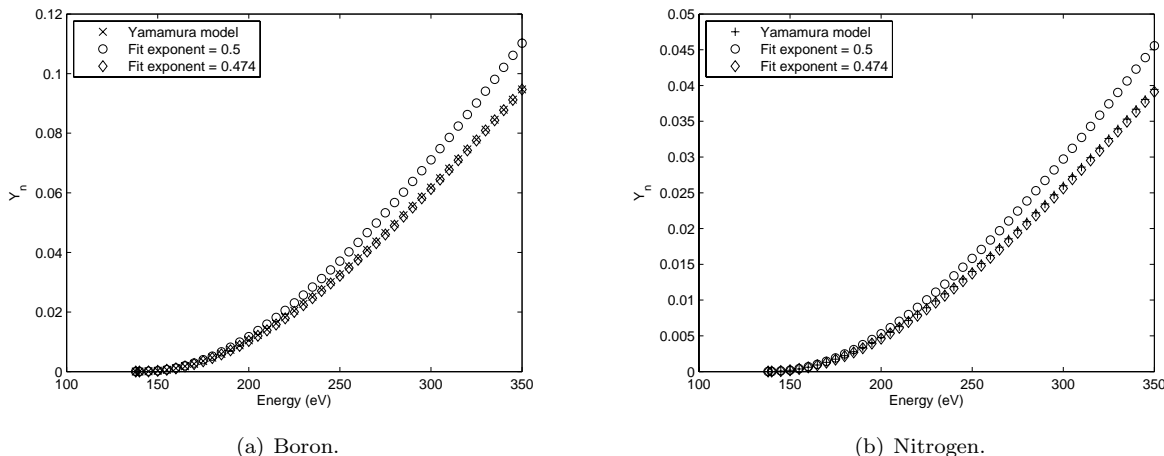 Yamamura model
Fit exponent = 0.5
Fit exponent = 0.474
0.12
0.1
0.08
0.06
0.04
0.02
0
Y_n
100 150 200 250 300 350
Energy (eV)
(a) Boron.
Yamamura model
Fit exponent = 0.5
Fit exponent = 0.474
0.05
0.045
0.04
0.035
0.03
0.025
0.02
0.015
0.01
0.005
0
Y_n
100 150 200 250 300 350
Energy (eV)
(b) Nitrogen.